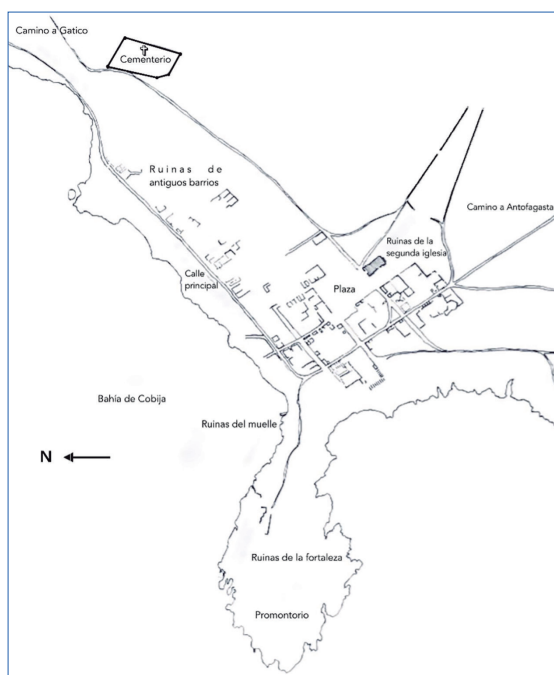 Camino a Gatico
Cementerio
Ruinas de
antiguos barrios
Camino a Antofagasta
Ruinas de la
segunda iglesia
Calle
principal
Plaza
Bahía de Cobija
Ruinas del muelle
N
Ruinas de la fortaleza
Promontorio